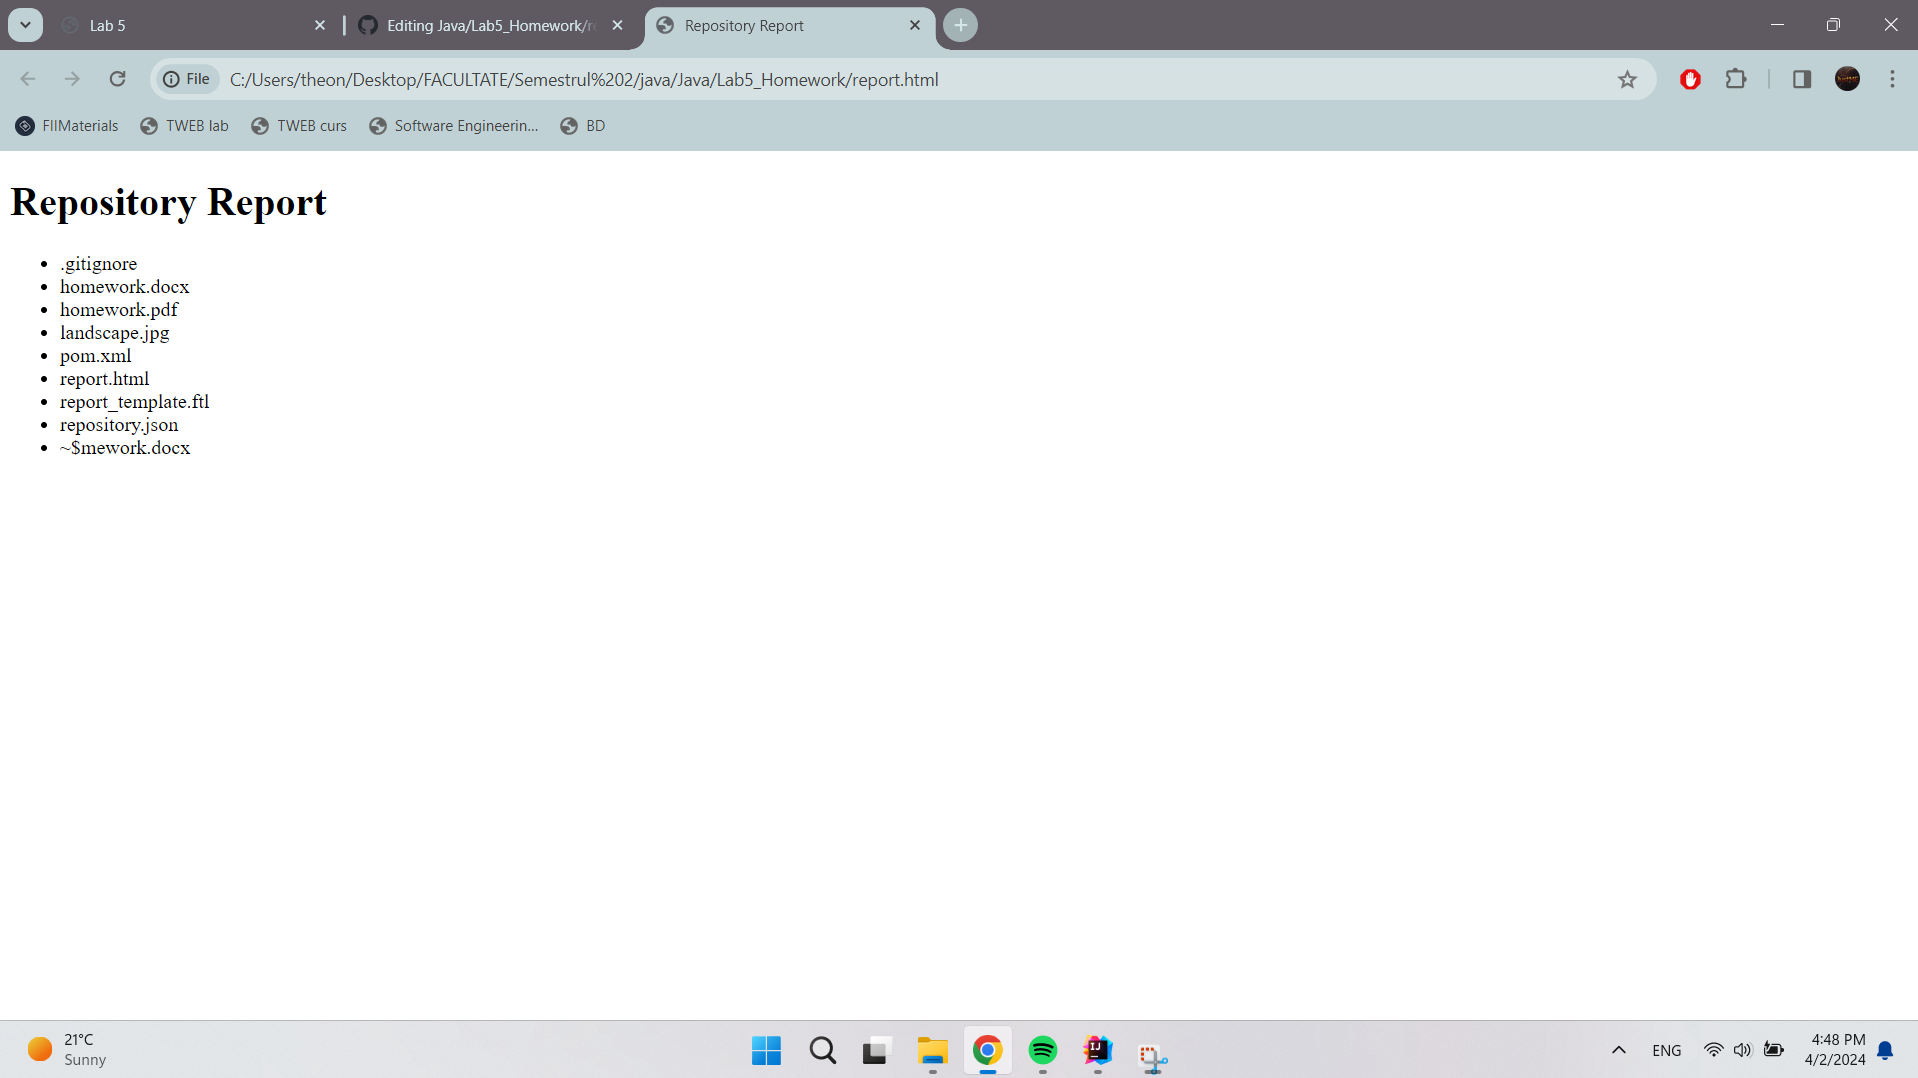 Lab 5
Editing Java/Lab5_Homework/
Repository Report
File
C:/Users/theon/Desktop/FACULTATE/Semestrul%202/java/Java/Lab5_Homework/report.html
FIIMaterials
TWEB lab
TWEB curs
Software Engineerin...
BD
Repository Report
.gitignore
homework.docx
homework.pdf
landscape.jpg
pom.xml
report.html
report_template.ftl
repository.json
~$mework.docx
21°C
Sunny
IJ
ENG
4:48 PM
4/2/2024